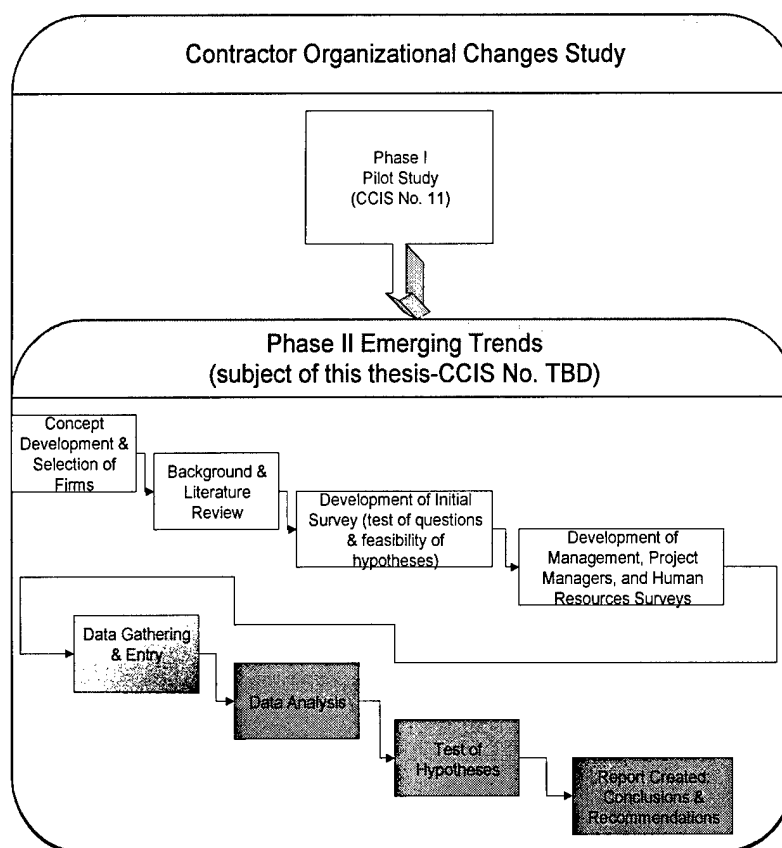 Contractor Organizational Changes Study
Phase I
Pilot Study
(CCIS No. 11)
Phase II Emerging Trends
(subject of this thesis-CCIS No. TBD)
Concept
Development &
Selection of
Firms
Background &
Literature
Review
Development of Initial
Survey (test of questions
& feasibility of
hypotheses)
Development of
Management, Project
Managers, and Human
Resources Surveys
Data Gathering
& Entry
Data Analysis
Test of
Hypotheses
Report Created:
Conclusions &
Recommendations